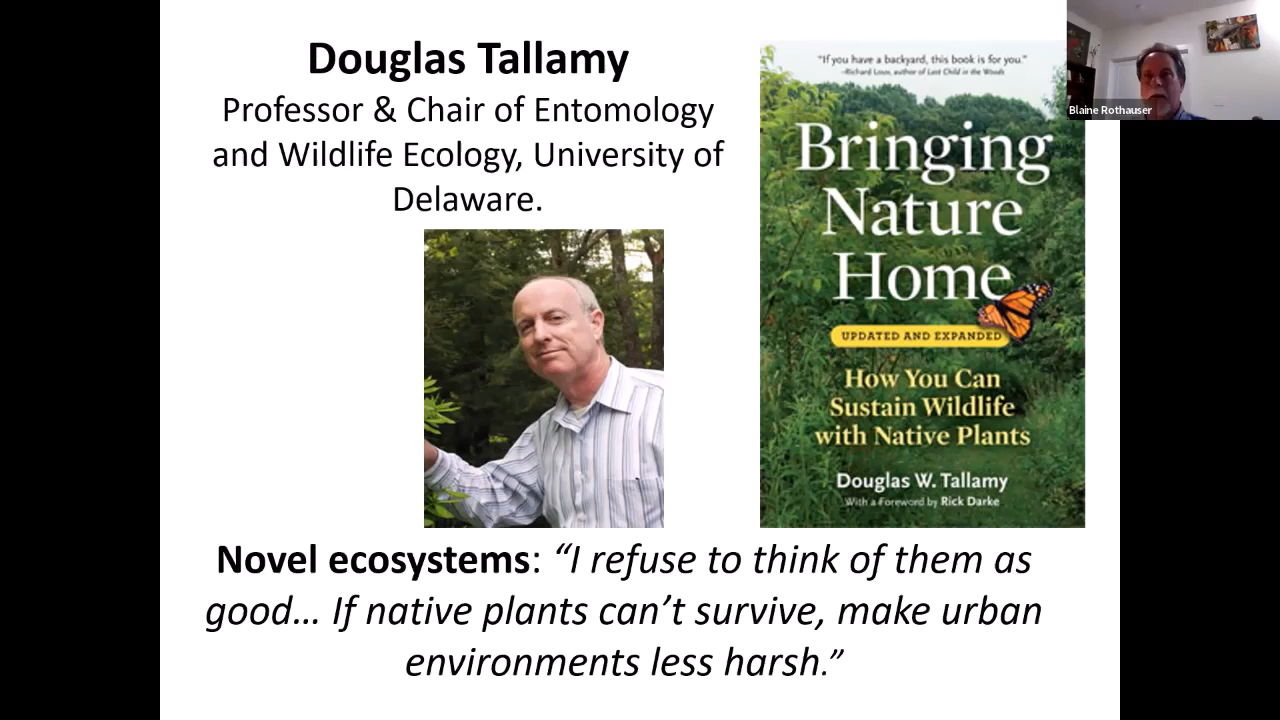 Douglas Tallamy
Professor & Chair of Entomology
and Wildlife Ecology, University of
Delaware.
"If you have a backyard, this book is for you."
–Richard Louv, author of Last Child in the Woods
Bringing
Nature
Home
UPDATED AND EXPANDED
How You Can
Sustain Wildlife
with Native Plants
Douglas W. Tallamy
With a Foreword by Rick Darke
Blaine Rothauser
Novel ecosystems: “I refuse to think of them as
good… If native plants can’t survive, make urban
environments less harsh.”